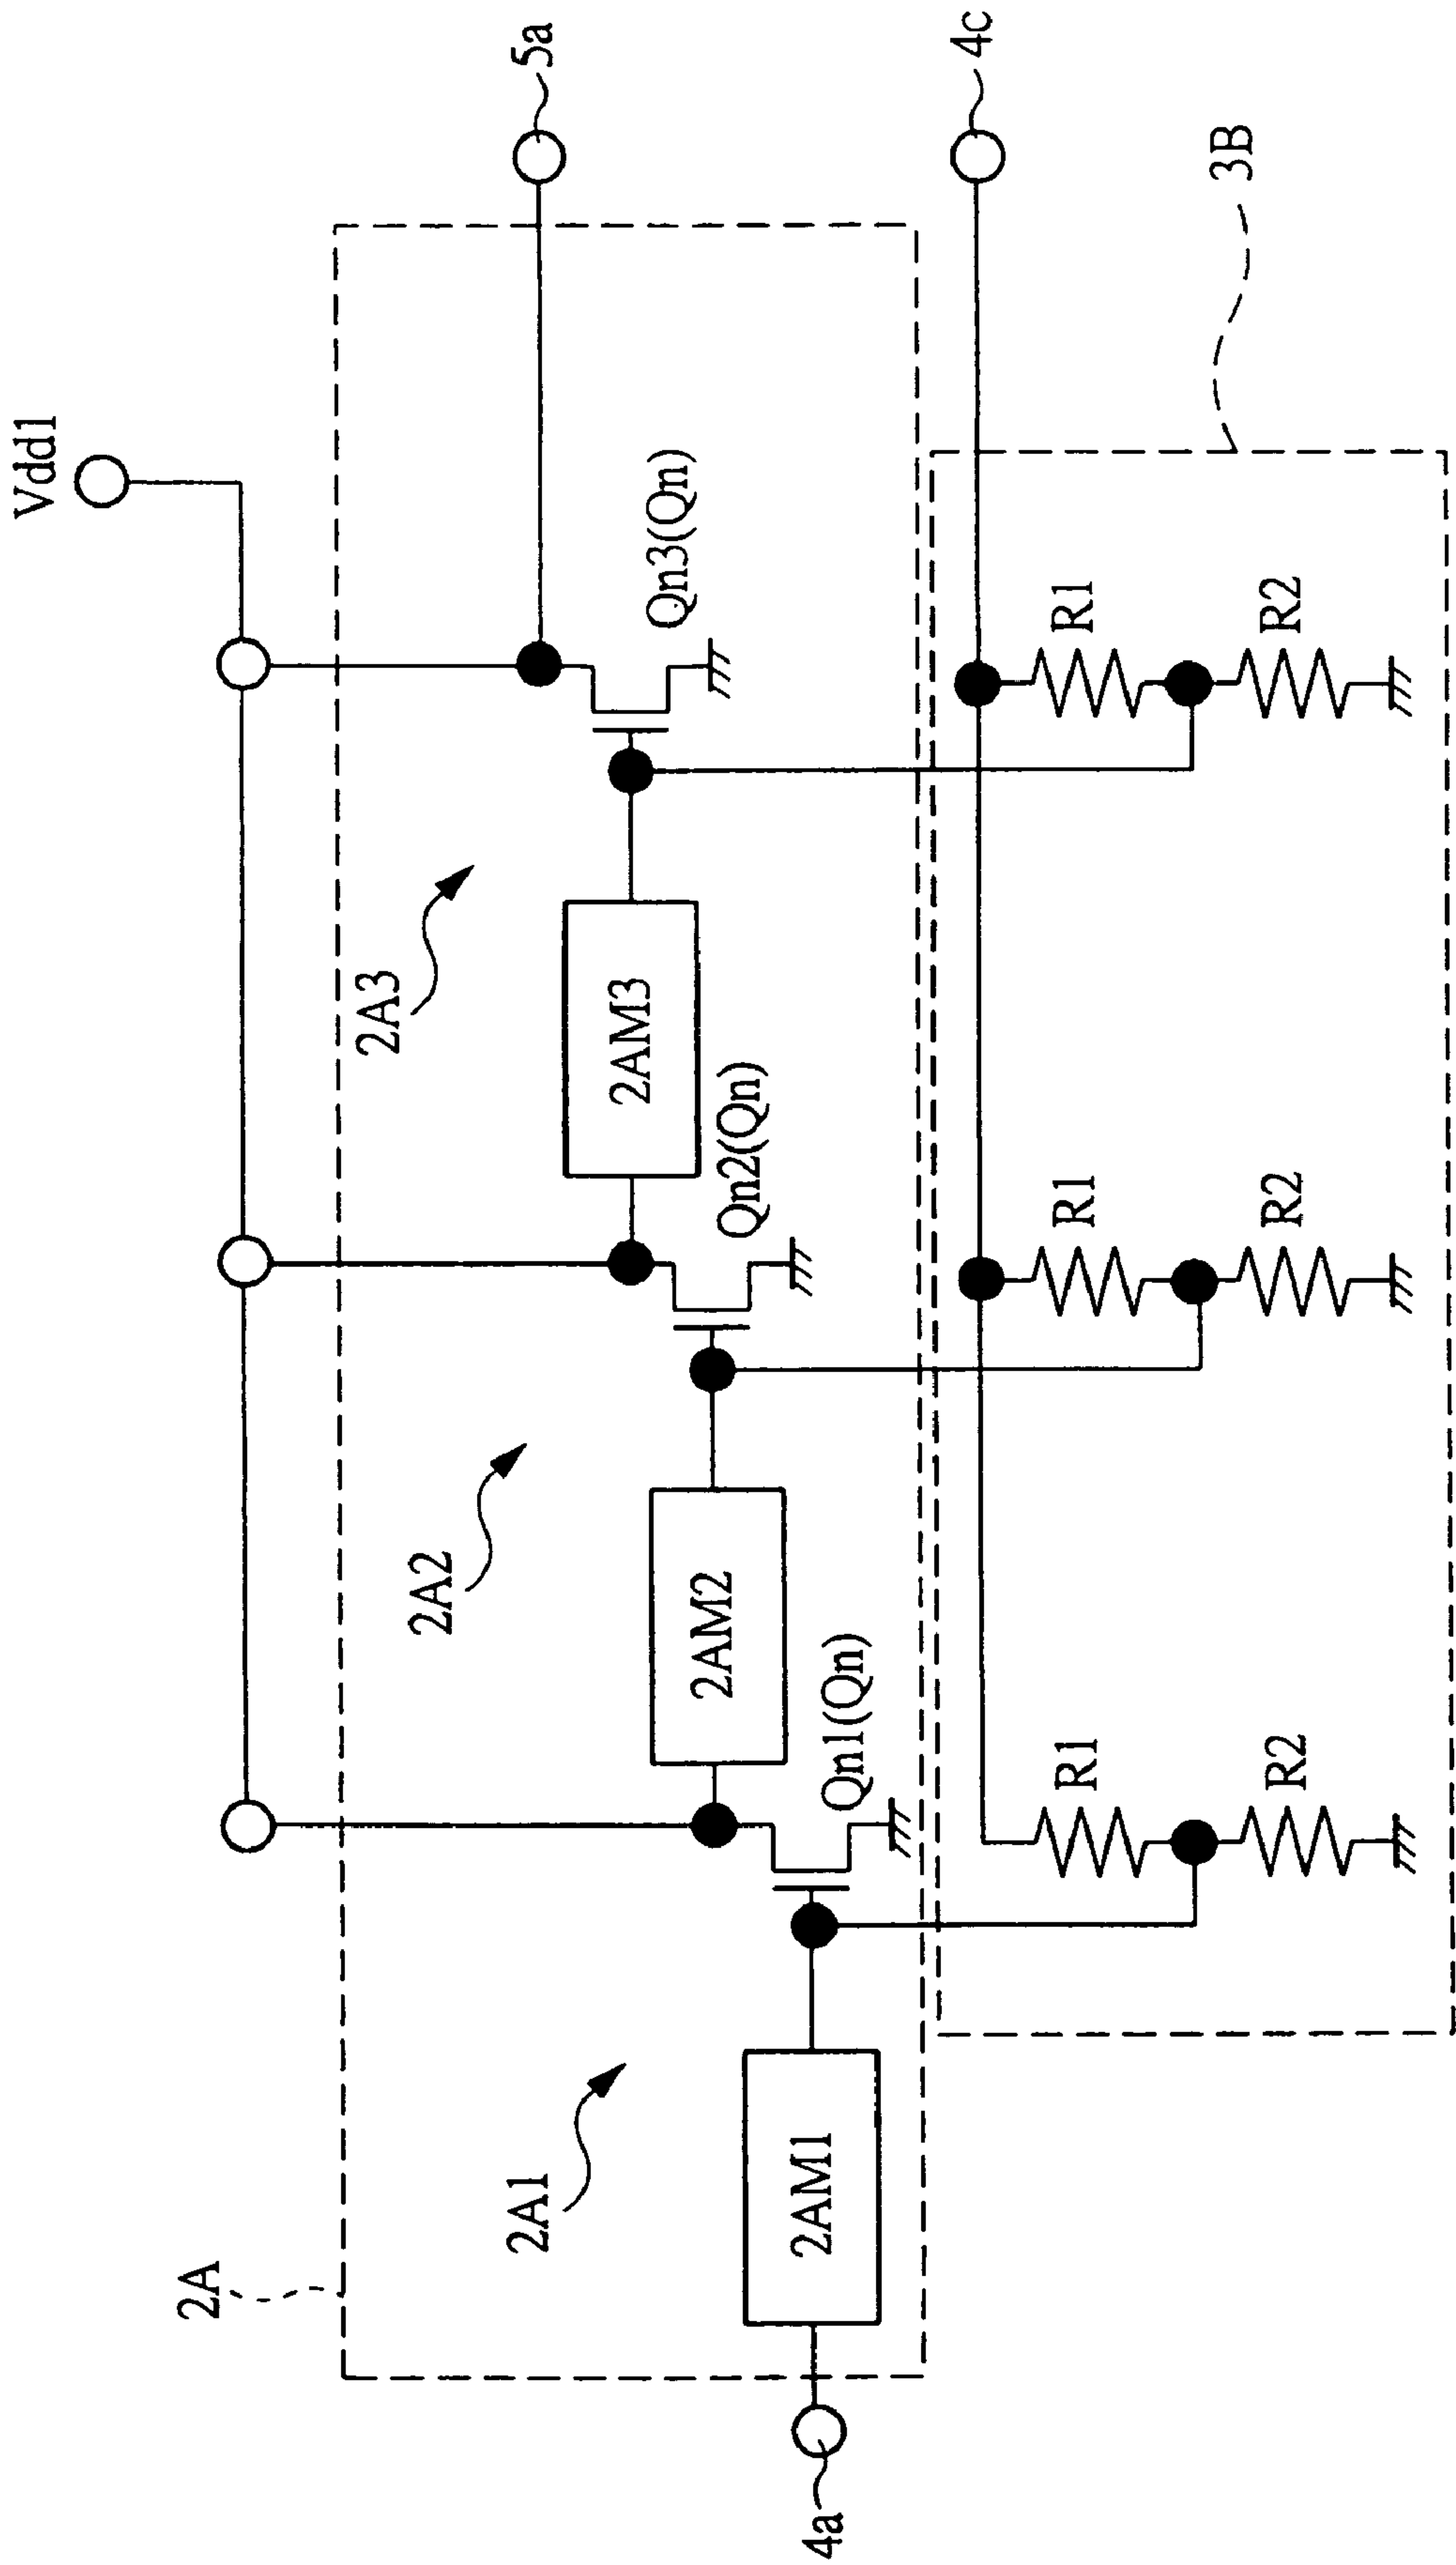 Vdd1
2A
2A1
2A2
2A3
5a
4a
2AM1
Qn1(Qn)
2AM2
Qn2(Qn)
2AM3
Qn3(Qn)
4c
R1
R1
R1
R2
R2
R2
3B